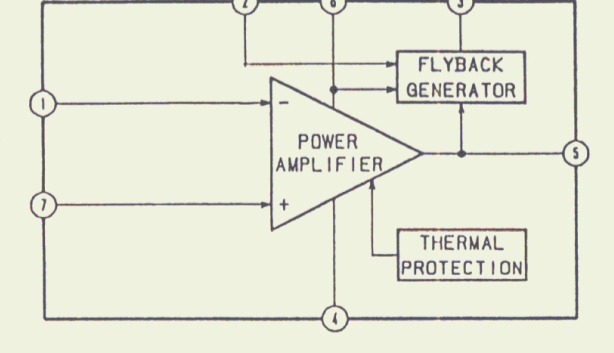 2 6 3
FLYBACK
GENERATOR
1 −
POWER
AMPLIFIER
5
7 +
THERMAL
PROTECTION
4